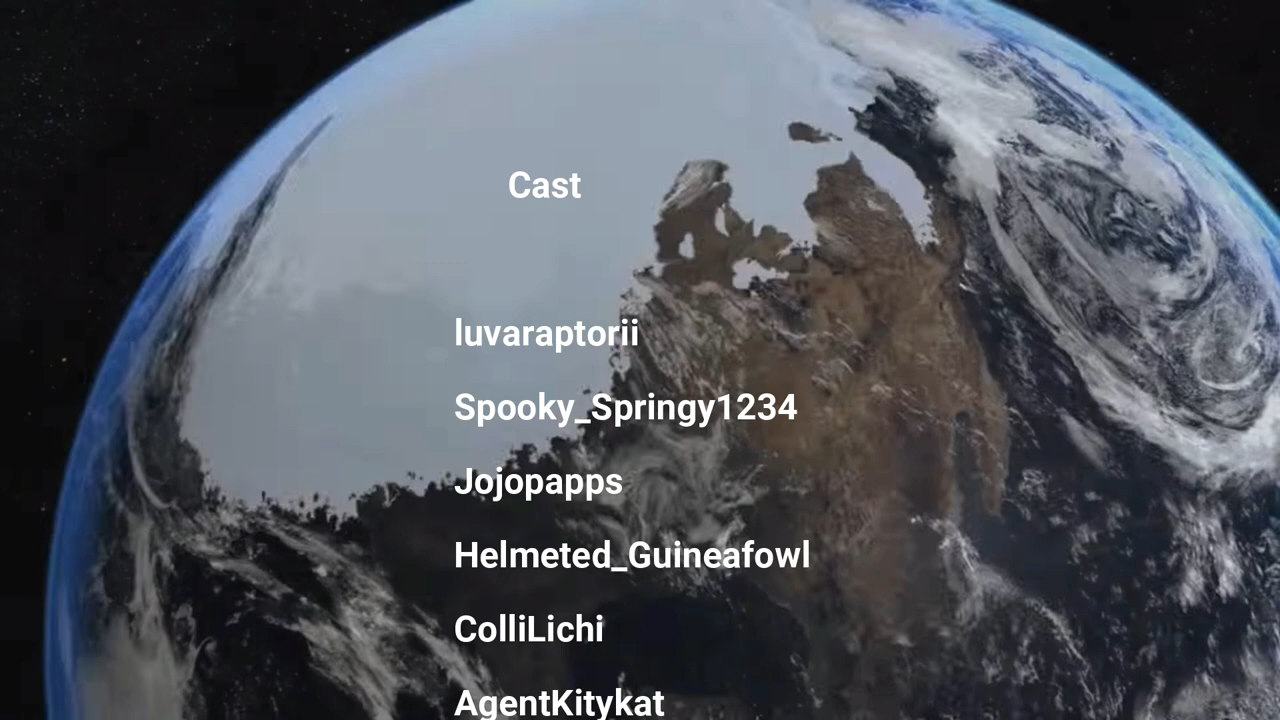 Cast
luvaraptorii
Spooky_Springy1234
Jojopapps
Helmeted_Guineafowl
ColliLichi
AgentKitykat